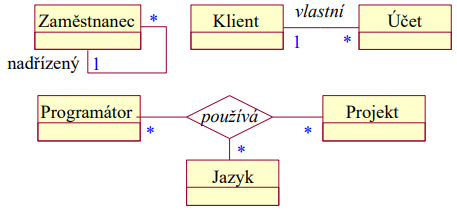 Zaměstnanec
*
nadřízený
1
Klient
vlastní
Účet
1
*
Programátor
*
používá
*
Projekt
*
Jazyk